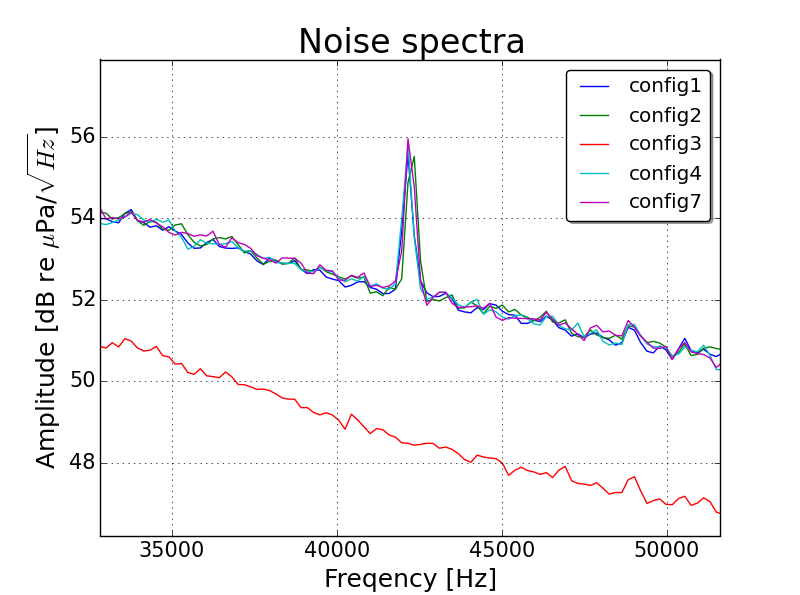 Noise spectra
config1
config2
config3
config4
config7
56
54
52
50
48
Amplitude [dB re μPa/√Hz]
35000 40000 45000 50000
Freqency [Hz]